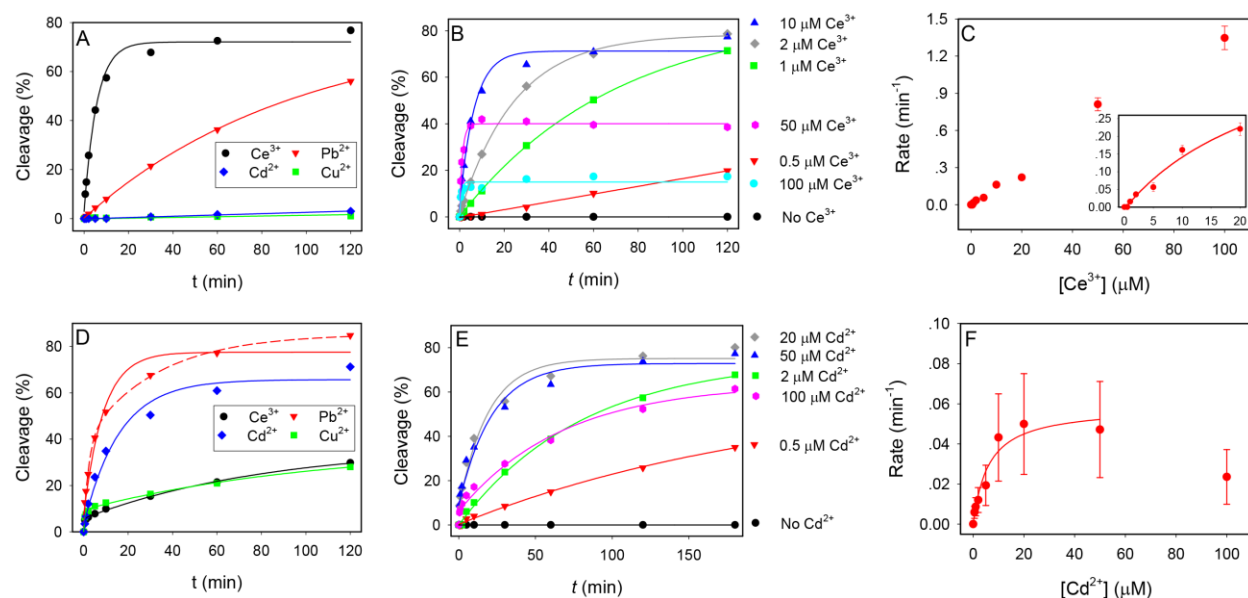 A
Cleavage (%)
80
60
40
20
0
Ce³⁺
Pb²⁺
Cd²⁺
Cu²⁺
0
20
40
60
80
100
120
t (min)
B
Cleavage (%)
80
60
40
20
0
0
20
40
60
80
100
120
t (min)
10 μM Ce³⁺
2 μM Ce³⁺
1 μM Ce³⁺
50 μM Ce³⁺
0.5 μM Ce³⁺
100 μM Ce³⁺
No Ce³⁺
C
Rate (min⁻¹)
1.5
1.2
.9
.6
.3
0.0
.25
.20
.15
.10
.05
0.00
0
5
10
15
20
0
20
40
60
80
100
[Ce³⁺] (μM)
D
Cleavage (%)
80
60
40
20
0
Ce³⁺
Pb²⁺
Cd²⁺
Cu²⁺
0
20
40
60
80
100
120
t (min)
E
Cleavage (%)
80
60
40
20
0
0
50
100
150
t (min)
20 μM Cd²⁺
50 μM Cd²⁺
2 μM Cd²⁺
100 μM Cd²⁺
0.5 μM Cd²⁺
No Cd²⁺
F
Rate (min⁻¹)
.10
.08
.06
.04
.02
0.00
0
20
40
60
80
100
[Cd²⁺] (μM)